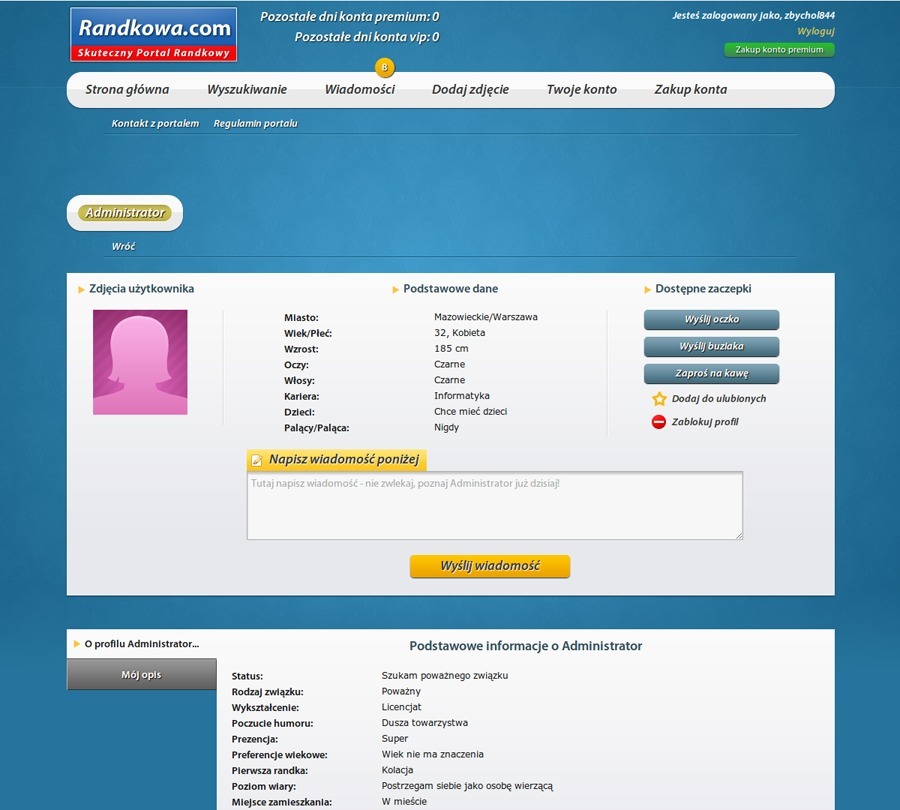 Randkowa.com
Skuteczny Portal Randkowy
Pozostałe dni konta premium: 0
Pozostałe dni konta vip: 0
Jesteś zalogowany jako, zbychol844
Wyloguj
Zakup konto premium
8
Strona główna Wyszukiwanie Wiadomości Dodaj zdjęcie Twoje konto Zakup konta
Kontakt z portalem Regulamin portalu
Administrator
Wróć
Zdjęcia użytkownika
Podstawowe dane
Miasto: Mazowieckie/Warszawa
Wiek/Płeć: 32, Kobieta
Wzrost: 185 cm
Oczy: Czarne
Włosy: Czarne
Kariera: Informatyka
Dzieci: Chce mieć dzieci
Palący/Paląca: Nigdy
Dostępne zaczepki
Wyślij oczko
Wyślij buziaka
Zaproś na kawę
Dodaj do ulubionych
Zablokuj profil
Napisz wiadomość poniżej
Tutaj napisz wiadomość - nie zwlekaj, poznaj Administrator już dzisiaj!
Wyślij wiadomość
O profilu Administrator...
Mój opis
Podstawowe informacje o Administrator
Status: Szukam poważnego związku
Rodzaj związku: Poważny
Wykształcenie: Licencjat
Poczucie humoru: Dusza towarzystwa
Prezencja: Super
Preferencje wiekowe: Wiek nie ma znaczenia
Pierwsza randka: Kolacja
Poziom wiary: Postrzegam siebie jako osobę wierzącą
Miejsce zamieszkania: W mieście